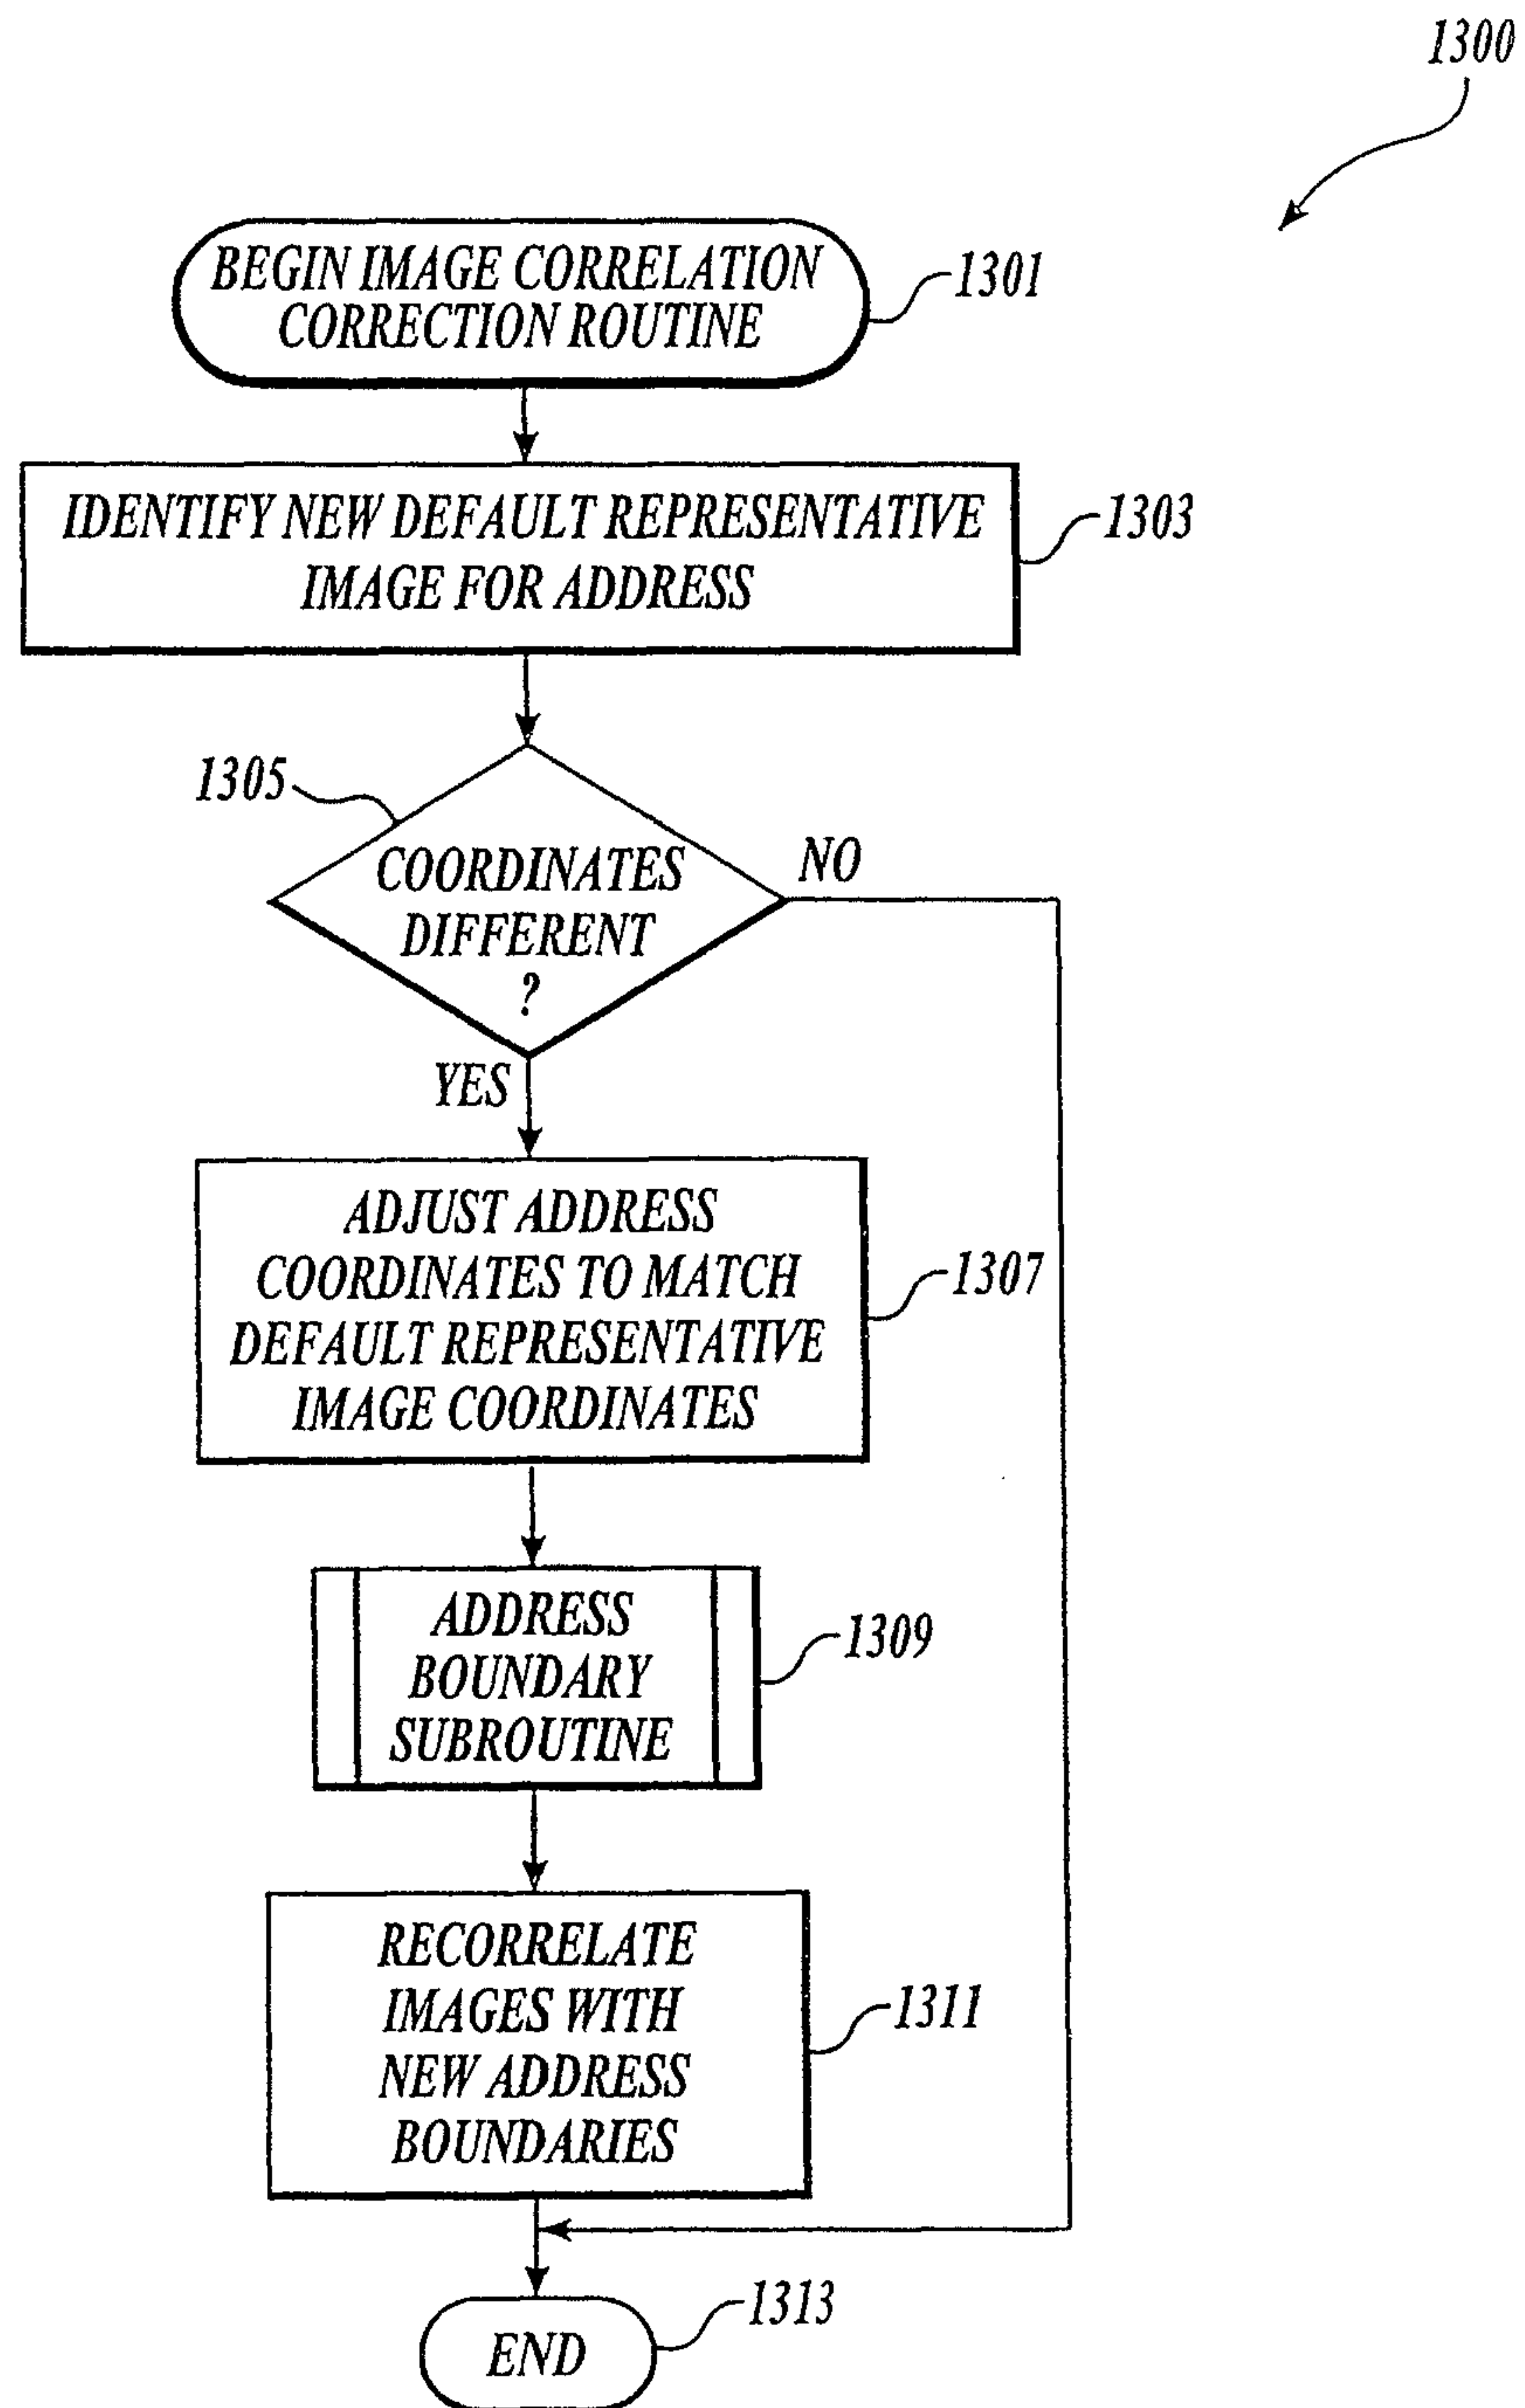 1300
BEGIN IMAGE CORRELATION
CORRECTION ROUTINE
1301
IDENTIFY NEW DEFAULT REPRESENTATIVE
IMAGE FOR ADDRESS
1303
1305
COORDINATES
DIFFERENT
?
NO
YES
ADJUST ADDRESS
COORDINATES TO MATCH
DEFAULT REPRESENTATIVE
IMAGE COORDINATES
1307
ADDRESS
BOUNDARY
SUBROUTINE
1309
RECORRELATE
IMAGES WITH
NEW ADDRESS
BOUNDARIES
1311
END
1313